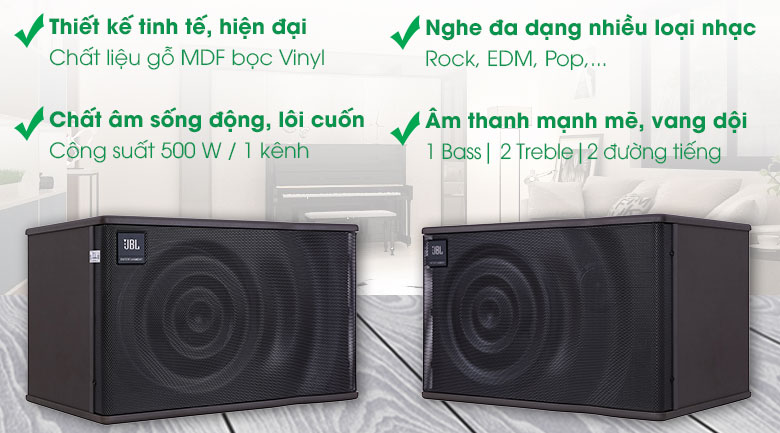 Thiết kế tinh tế, hiện đại
Chất liệu gỗ MDF bọc Vinyl
Nghe đa dạng nhiều loại nhạc
Rock, EDM, Pop,...
Chất âm sống động, lôi cuốn
Công suất 500 W / 1 kênh
Âm thanh mạnh mẽ, vang dội
1 Bass| 2 Treble|2 đường tiếng
JBL
JBL